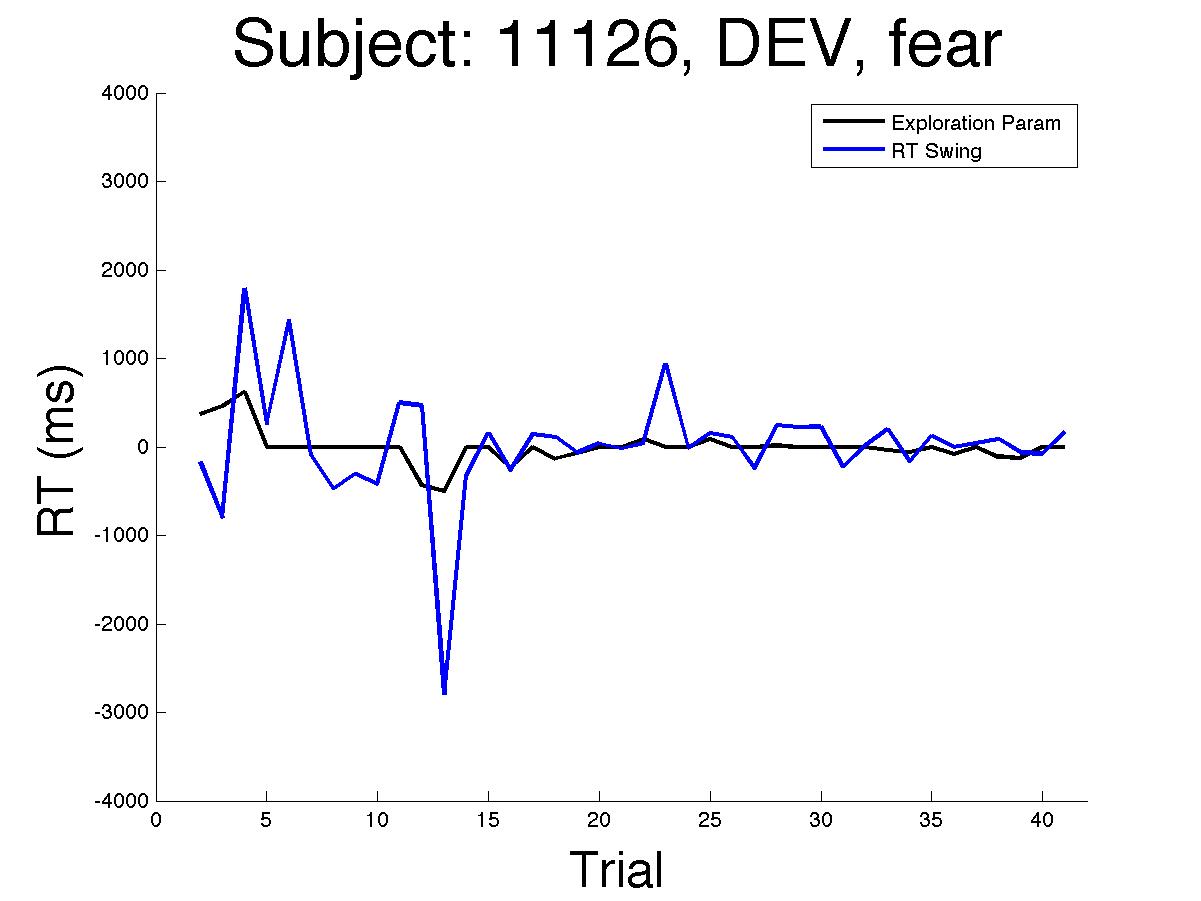 Subject: 11126, DEV, fear
Exploration Param
RT Swing
RT (ms)
4000
3000
2000
1000
0
-1000
-2000
-3000
-4000
0 5 10 15 20 25 30 35 40
Trial